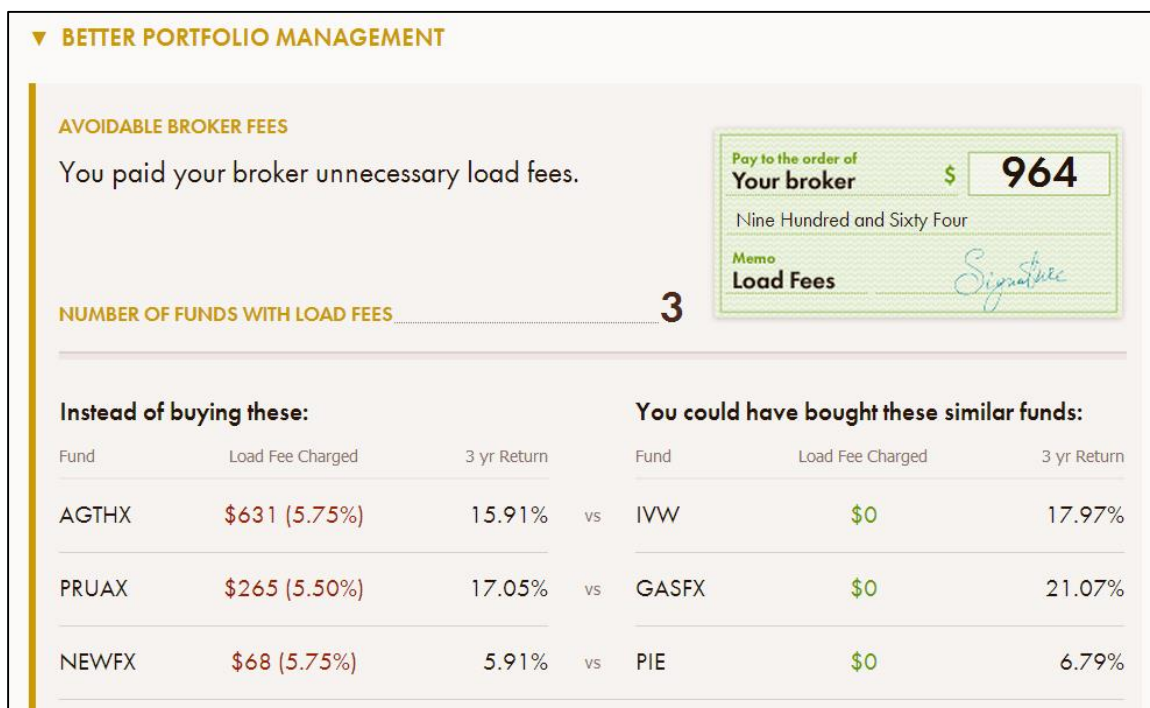 ▼ BETTER PORTFOLIO MANAGEMENT
AVOIDABLE BROKER FEES
You paid your broker unnecessary load fees.
Pay to the order of
Your broker $ 964
Nine Hundred and Sixty Four
Memo
Load Fees Signature
NUMBER OF FUNDS WITH LOAD FEES 3
Instead of buying these: You could have bought these similar funds:
Fund Load Fee Charged 3 yr Return Fund Load Fee Charged 3 yr Return
AGTHX $631 (5.75%) 15.91% vs IVW $0 17.97%
PRUAX $265 (5.50%) 17.05% vs GASFX $0 21.07%
NEWFX $68 (5.75%) 5.91% vs PIE $0 6.79%